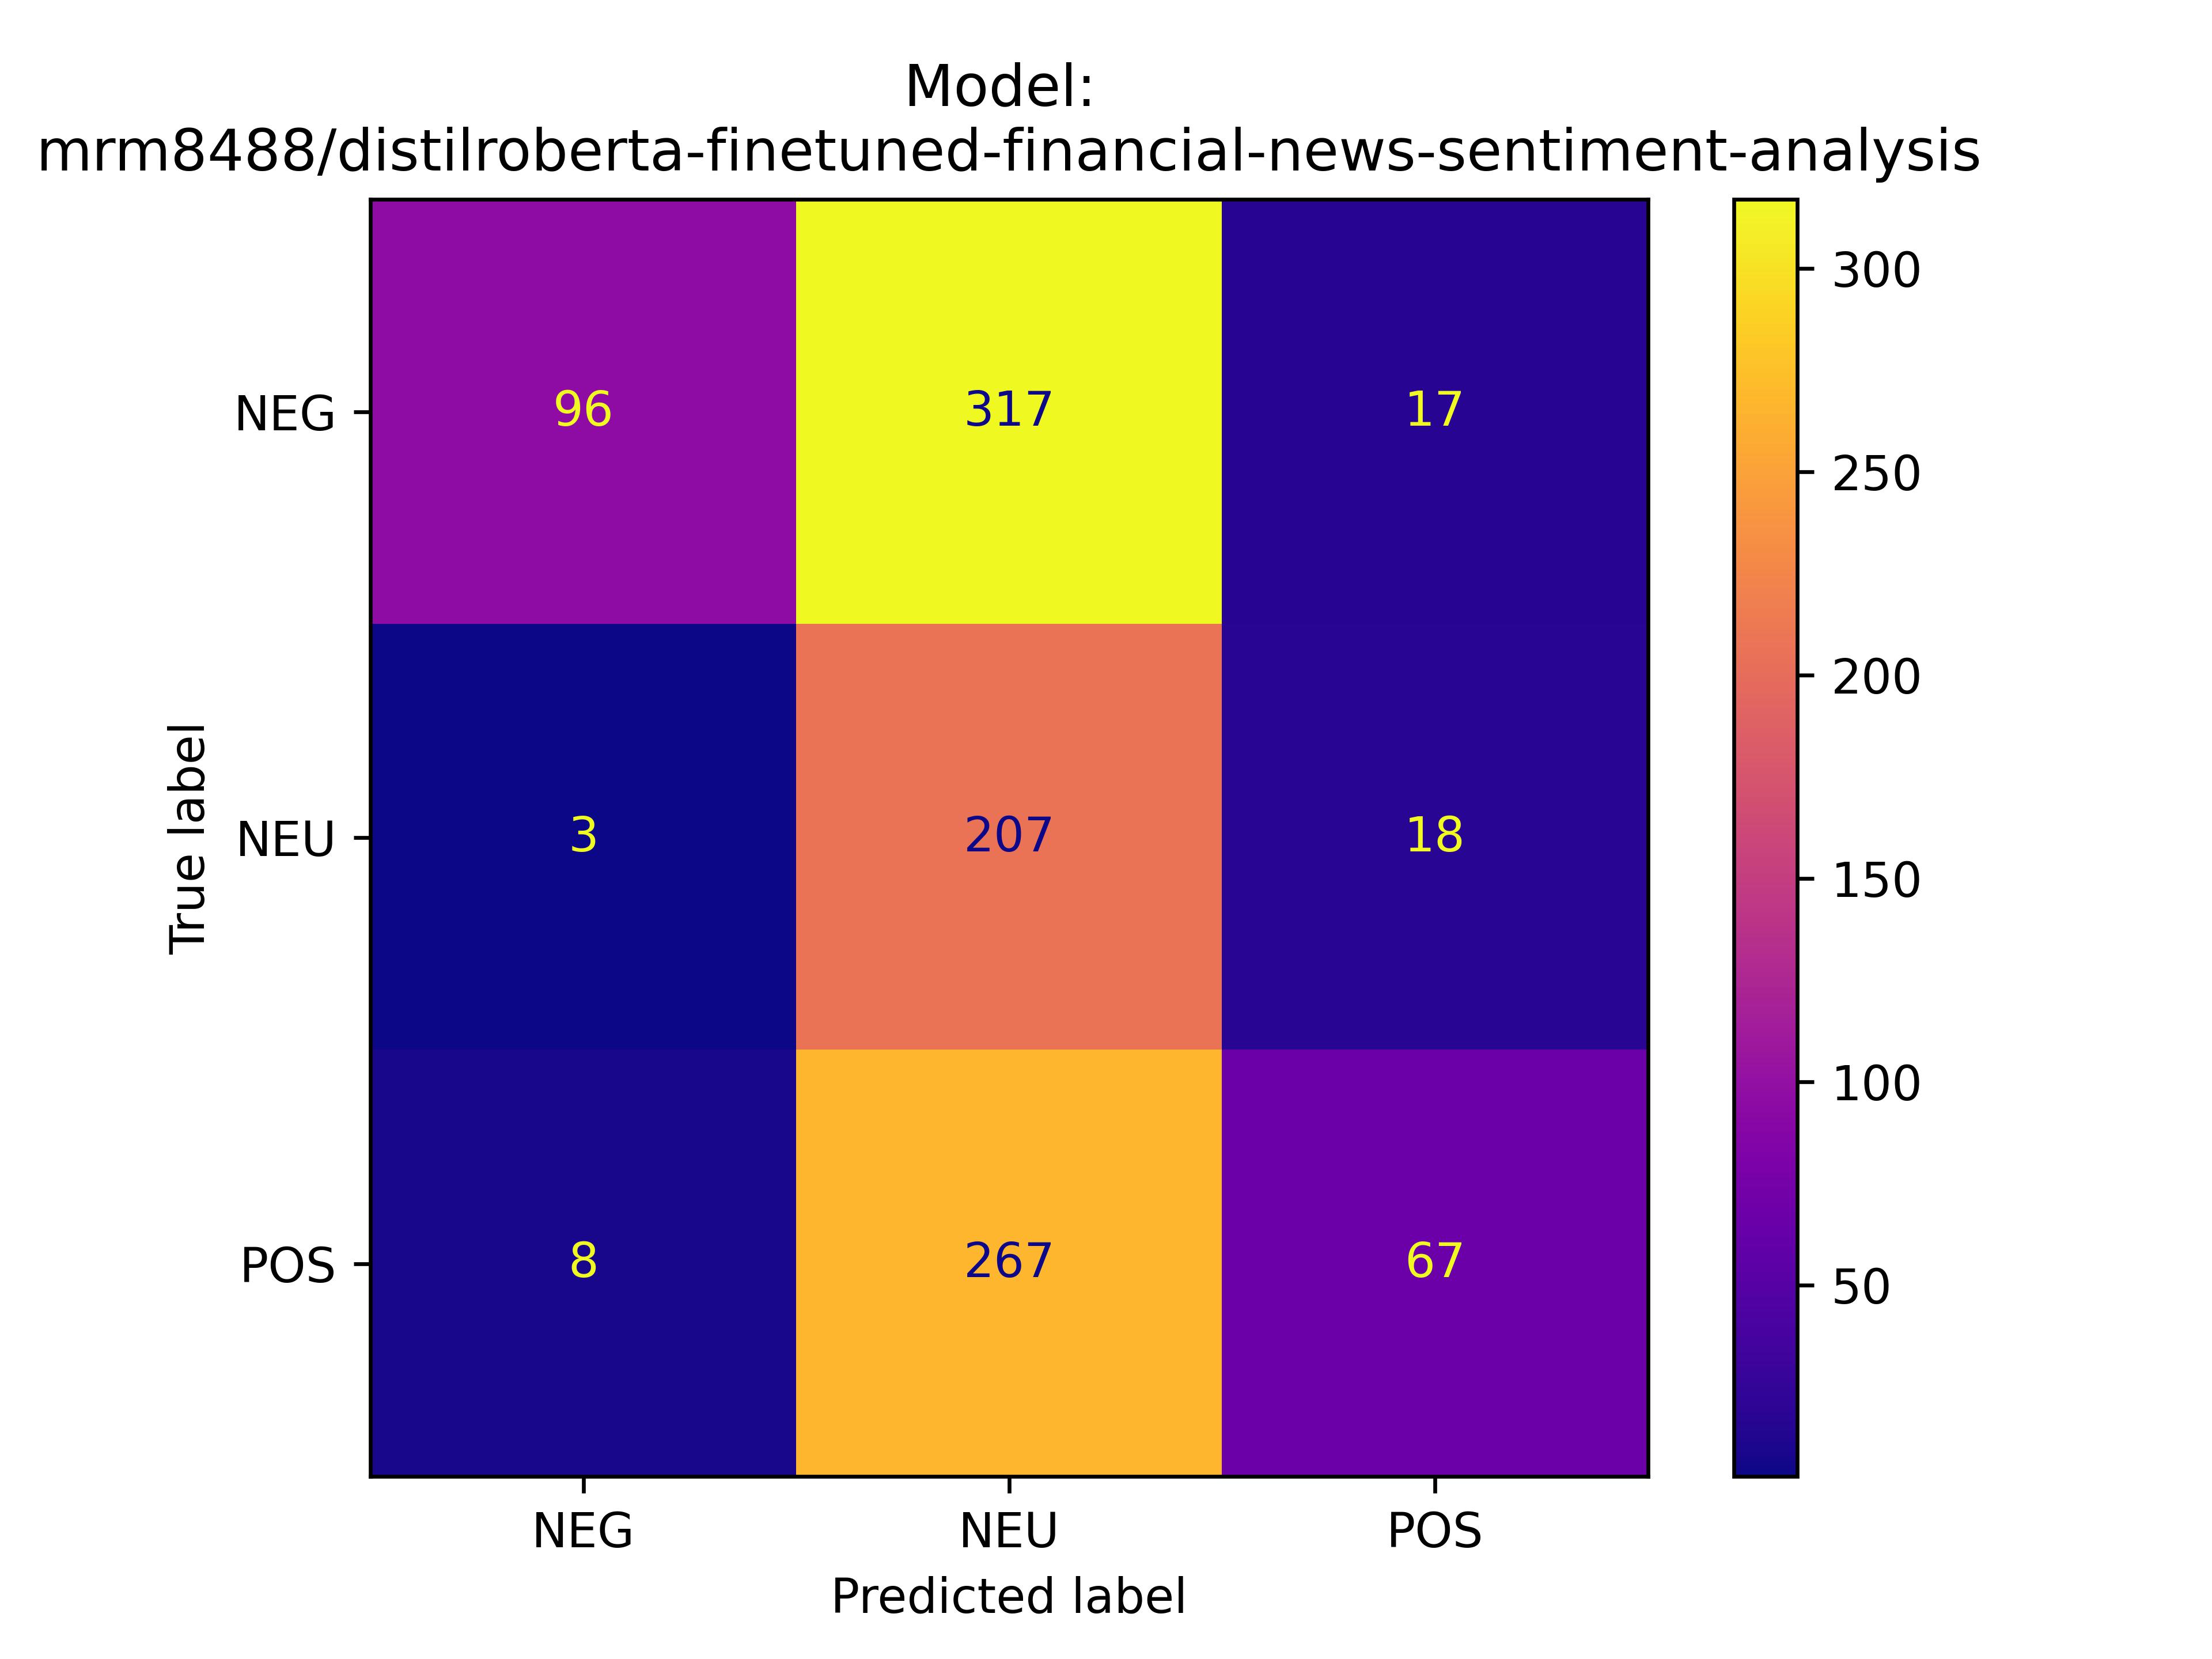 Model:
mrm8488/distilroberta-finetuned-financial-news-sentiment-analysis
NEG 96 317 17
NEU 3 207 18
POS 8 267 67
NEG NEU POS
Predicted label
True label
300
250
200
150
100
50